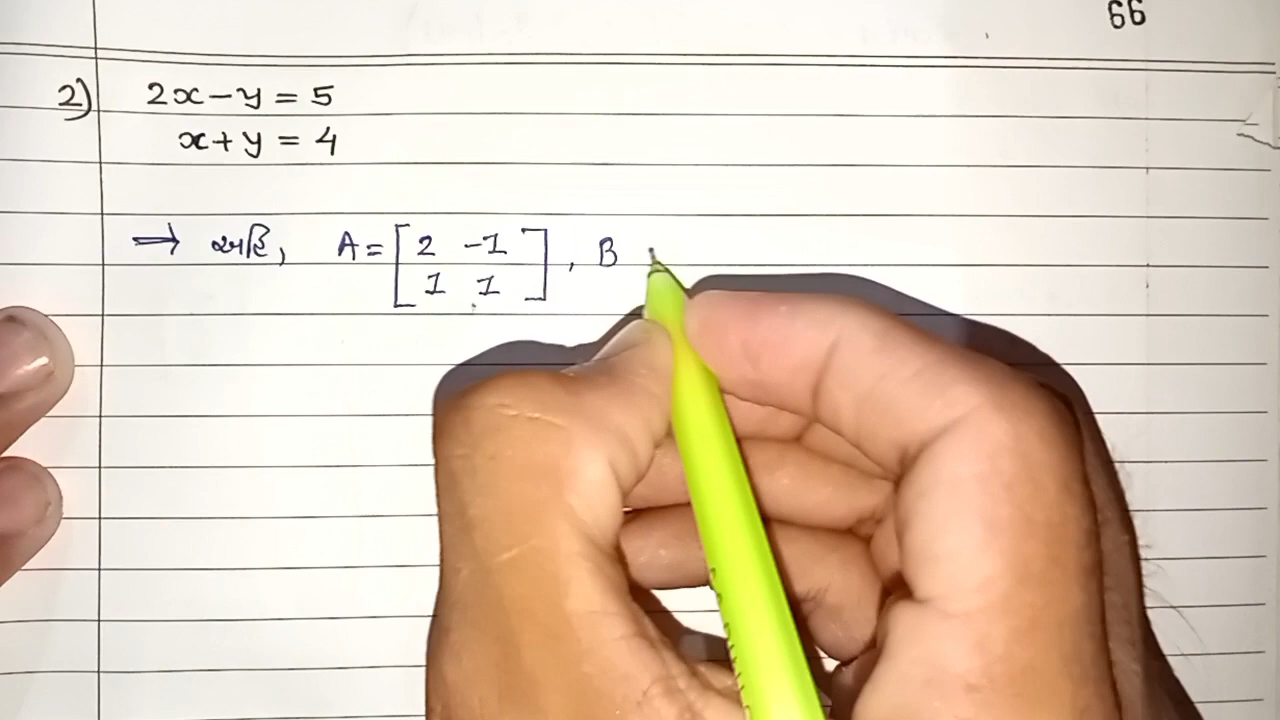 66
2) 2x - y = 5
x + y = 4
⇒ અહિ, A = [2 -1
1 1], B